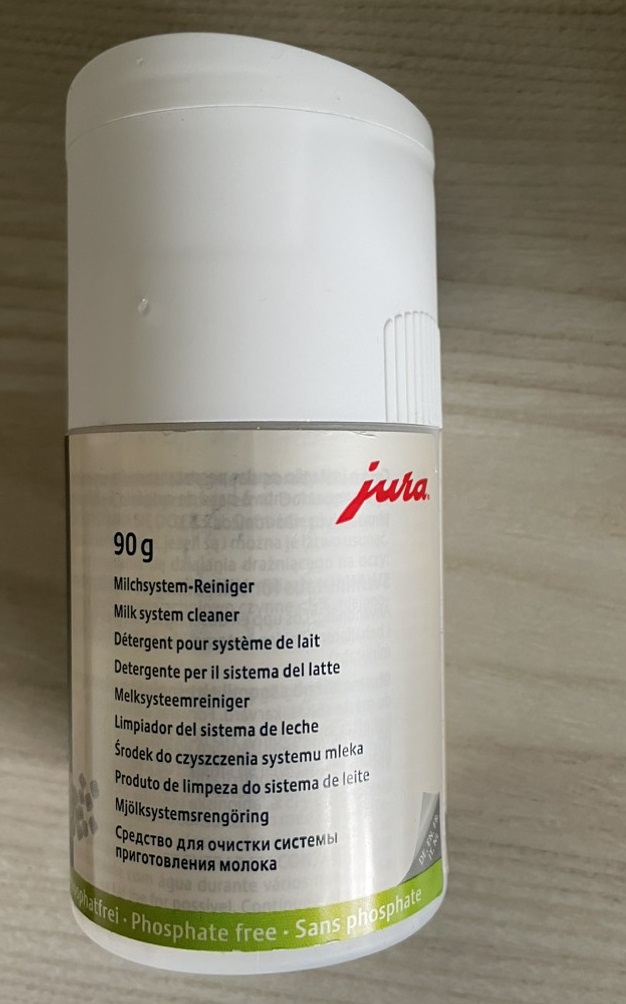 jura
90 g
Milchsystem-Reiniger
Milk system cleaner
Détergent pour système de lait
Detergente per il sistema del latte
Melksysteemreiniger
Limpiador del sistema de leche
Środek do czyszczenia systemu mleka
Produto de limpeza do sistema de leite
Mjölksystemsrengöring
Средство для очистки системы
приготовления молока
· Phosphate free · Sans phosphate